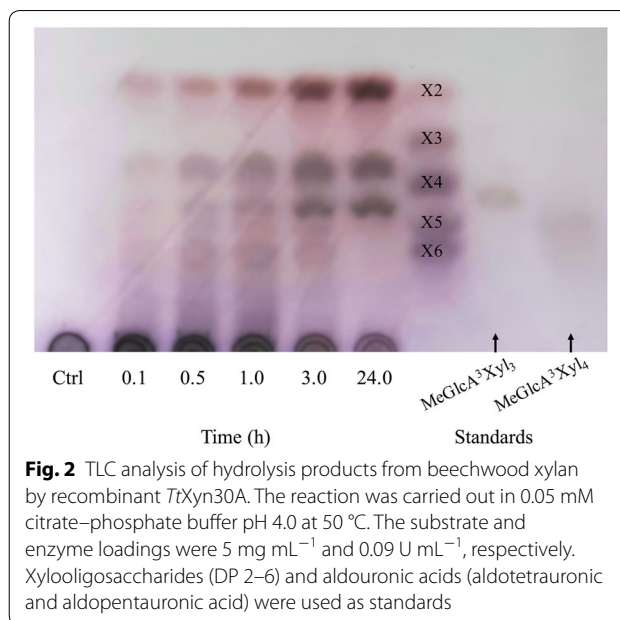 X2
X3
X4
X5
X6
Ctrl 0.1 0.5 1.0 3.0 24.0 MeGlcA³Xyl₃ MeGlcA³Xyl₄
Time (h) Standards
Fig. 2 TLC analysis of hydrolysis products from beechwood xylan
by recombinant TtXyn30A. The reaction was carried out in 0.05 mM
citrate–phosphate buffer pH 4.0 at 50 °C. The substrate and
enzyme loadings were 5 mg mL⁻¹ and 0.09 U mL⁻¹, respectively.
Xylooligosaccharides (DP 2–6) and aldouronic acids (aldotetrauronic
and aldopentauronic acid) were used as standards